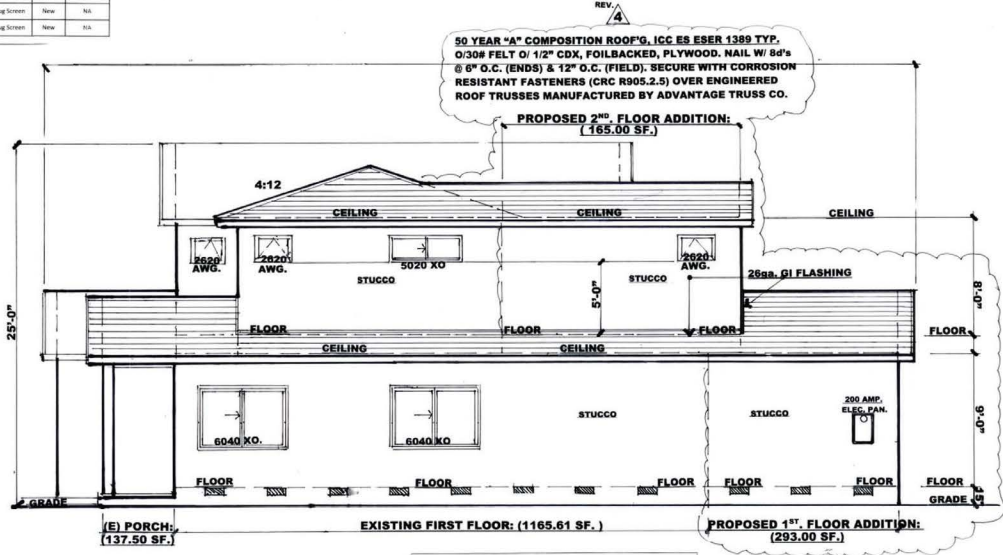 ug Screen New NA
ug Screen New NA
REV.
4
50 YEAR "A" COMPOSITION ROOF'G, ICC ES ESER 1389 TYP.
O/30# FELT O/ 1/2" CDX, FOILBACKED, PLYWOOD. NAIL W/ 8d's
@ 6" O.C. (ENDS) & 12" O.C. (FIELD). SECURE WITH CORROSION
RESISTANT FASTENERS (CRC R905.2.5) OVER ENGINEERED
ROOF TRUSSES MANUFACTURED BY ADVANTAGE TRUSS CO.
PROPOSED 2ND. FLOOR ADDITION:
( 165.00 SF.)
4:12
CEILING CEILING CEILING
2620 AWG.
2620 AWG.
5020 XO
2620 AWG.
STUCCO STUCCO
26ga. GI FLASHING
5'-0"
8'-0"
25'-0"
FLOOR FLOOR FLOOR FLOOR
CEILING CEILING
200 AMP.
ELEC. PAN.
STUCCO STUCCO
9'-0"
6040 XO. 6040 XO
FLOOR FLOOR FLOOR FLOOR FLOOR
15"
GRADE GRADE
(E) PORCH:
(137.50 SF.)
EXISTING FIRST FLOOR: (1165.61 SF. )
PROPOSED 1ST. FLOOR ADDITION:
(293.00 SF.)